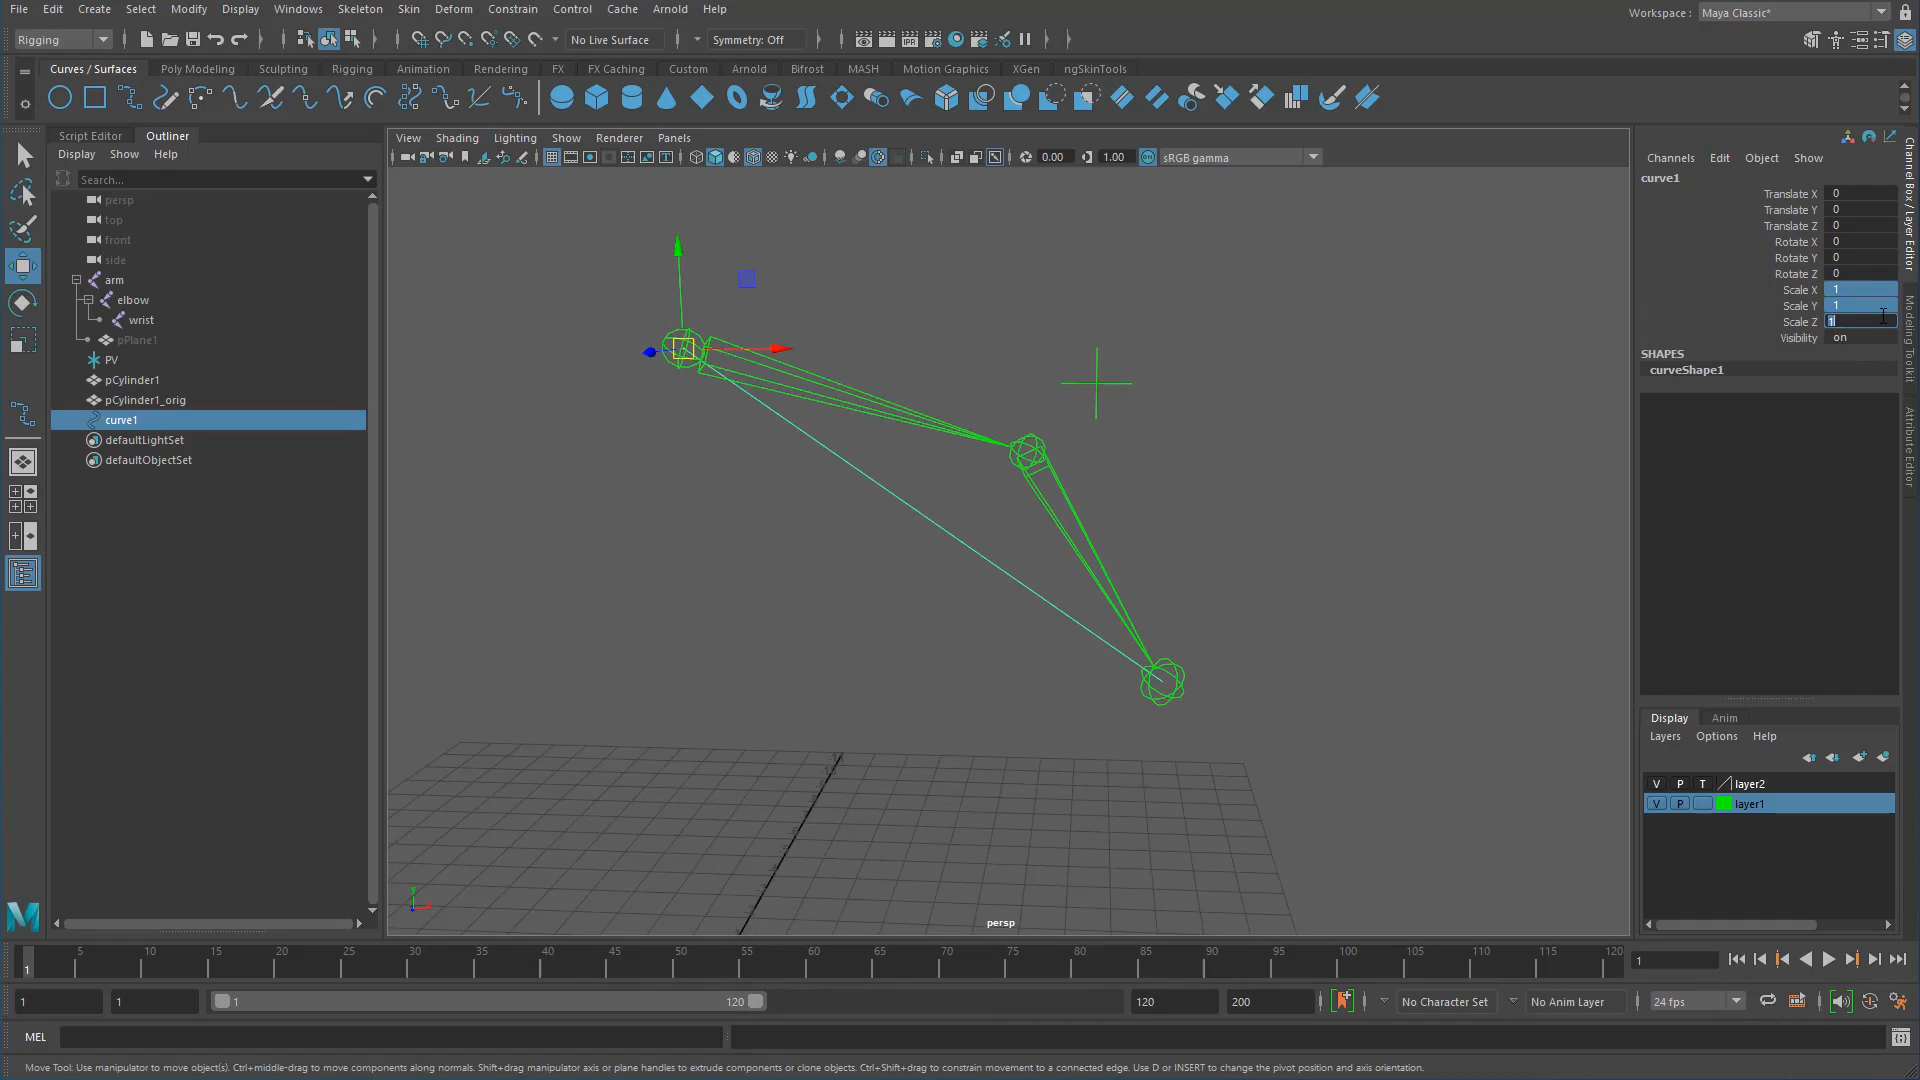 File Edit Create Select Modify Display Windows Skeleton Skin Deform Constrain Control Cache Arnold Help
Workspace : Maya Classic*
Rigging
No Live Surface
Symmetry: Off
IPR
Curves / Surfaces Poly Modeling Sculpting Rigging Animation Rendering FX FX Caching Custom Arnold Bifrost MASH Motion Graphics XGen ngSkinTools
Script Editor Outliner
Display Show Help
Search...
persp
top
front
side
arm
elbow
wrist
pPlane1
PV
pCylinder1
pCylinder1_orig
curve1
defaultLightSet
defaultObjectSet
View Shading Lighting Show Renderer Panels
0.00 1.00 sRGB gamma
persp
Channels Edit Object Show
curve1
Translate X 0
Translate Y 0
Translate Z 0
Rotate X 0
Rotate Y 0
Rotate Z 0
Scale X 1
Scale Y 1
Scale Z 1
Visibility on
SHAPES
curveShape1
Channel Box / Layer Editor
Modeling Toolkit
Attribute Editor
Display Anim
Layers Options Help
V P T layer2
V P layer1
5 10 15 20 25 30 35 40 45 50 55 60 65 70 75 80 85 90 95 100 105 110 115 120
1
1
1 1 1 120 120 200 No Character Set No Anim Layer 24 fps
MEL
Move Tool: Use manipulator to move object(s). Ctrl+middle-drag to move components along normals. Shift+drag manipulator axis or plane handles to extrude components or clone objects. Ctrl+Shift+drag to constrain movement to a connected edge. Use D or INSERT to change the pivot position and axis orientation.